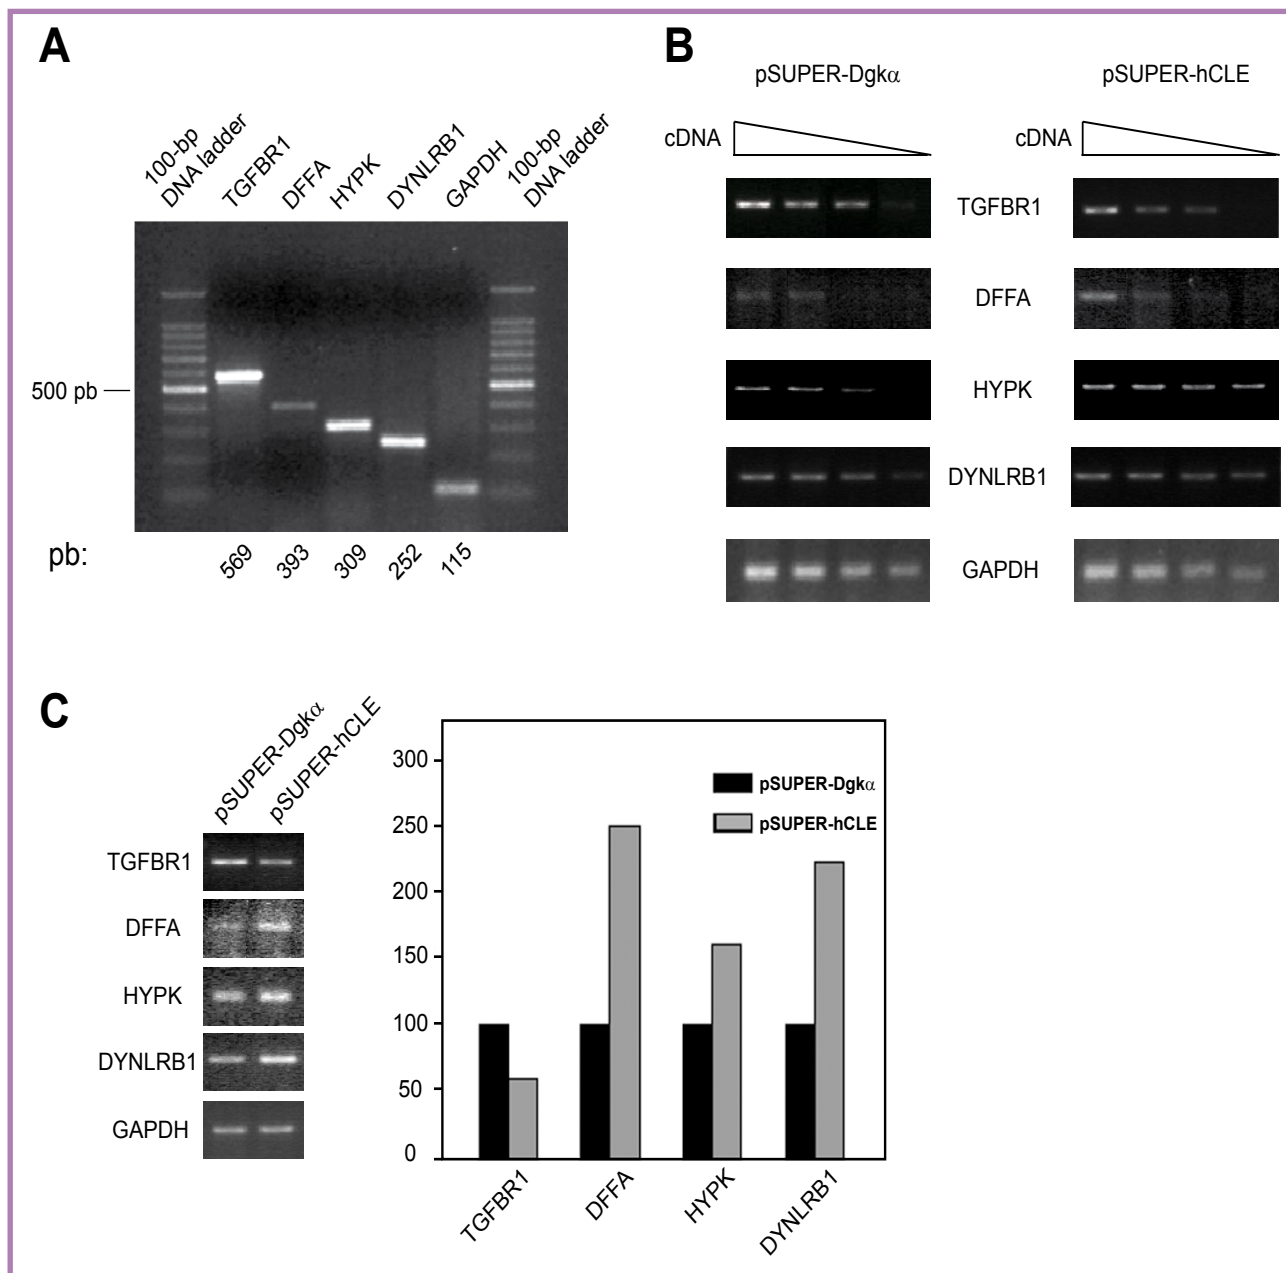 A
100-bp
DNA ladder
TGFBR1
DFFA
HYPK
DYNLRB1
GAPDH
100-bp
DNA ladder
500 pb
pb:
569
393
309
252
115
B
pSUPER-Dgkα
pSUPER-hCLE
cDNA
cDNA
TGFBR1
DFFA
HYPK
DYNLRB1
GAPDH
C
pSUPER-Dgkα
pSUPER-hCLE
TGFBR1
DFFA
HYPK
DYNLRB1
GAPDH
300
250
200
150
100
50
0
pSUPER-Dgkα
pSUPER-hCLE
TGFBR1
DFFA
HYPK
DYNLRB1